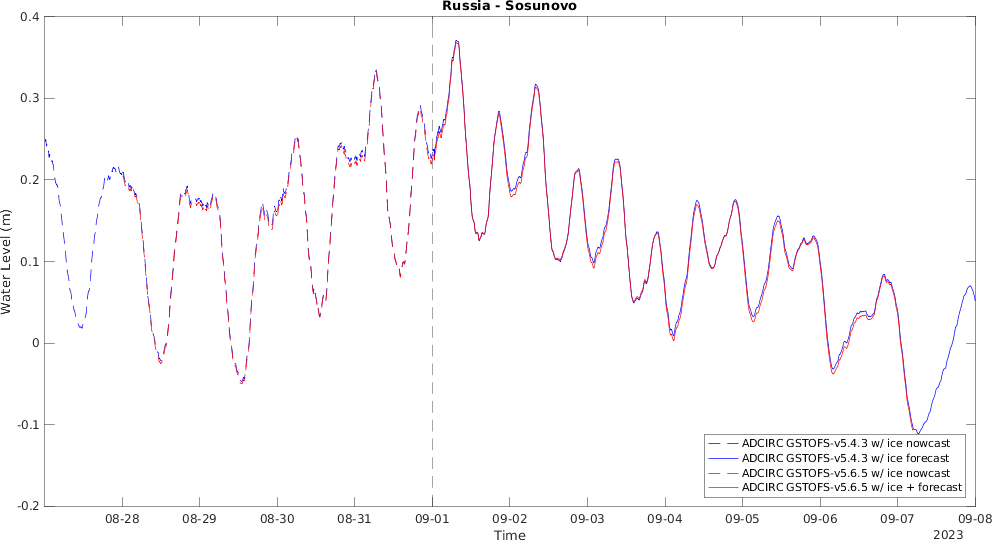 Russia - Sosunovo
0.4
0.3
0.2
0.1
0
-0.1
-0.2
Water Level (m)
08-28 08-29 08-30 08-31 09-01 09-02 09-03 09-04 09-05 09-06 09-07 09-08
Time
2023
ADCIRC GSTOFS-v5.4.3 w/ ice nowcast
ADCIRC GSTOFS-v5.4.3 w/ ice forecast
ADCIRC GSTOFS-v5.6.5 w/ ice nowcast
ADCIRC GSTOFS-v5.6.5 w/ ice + forecast